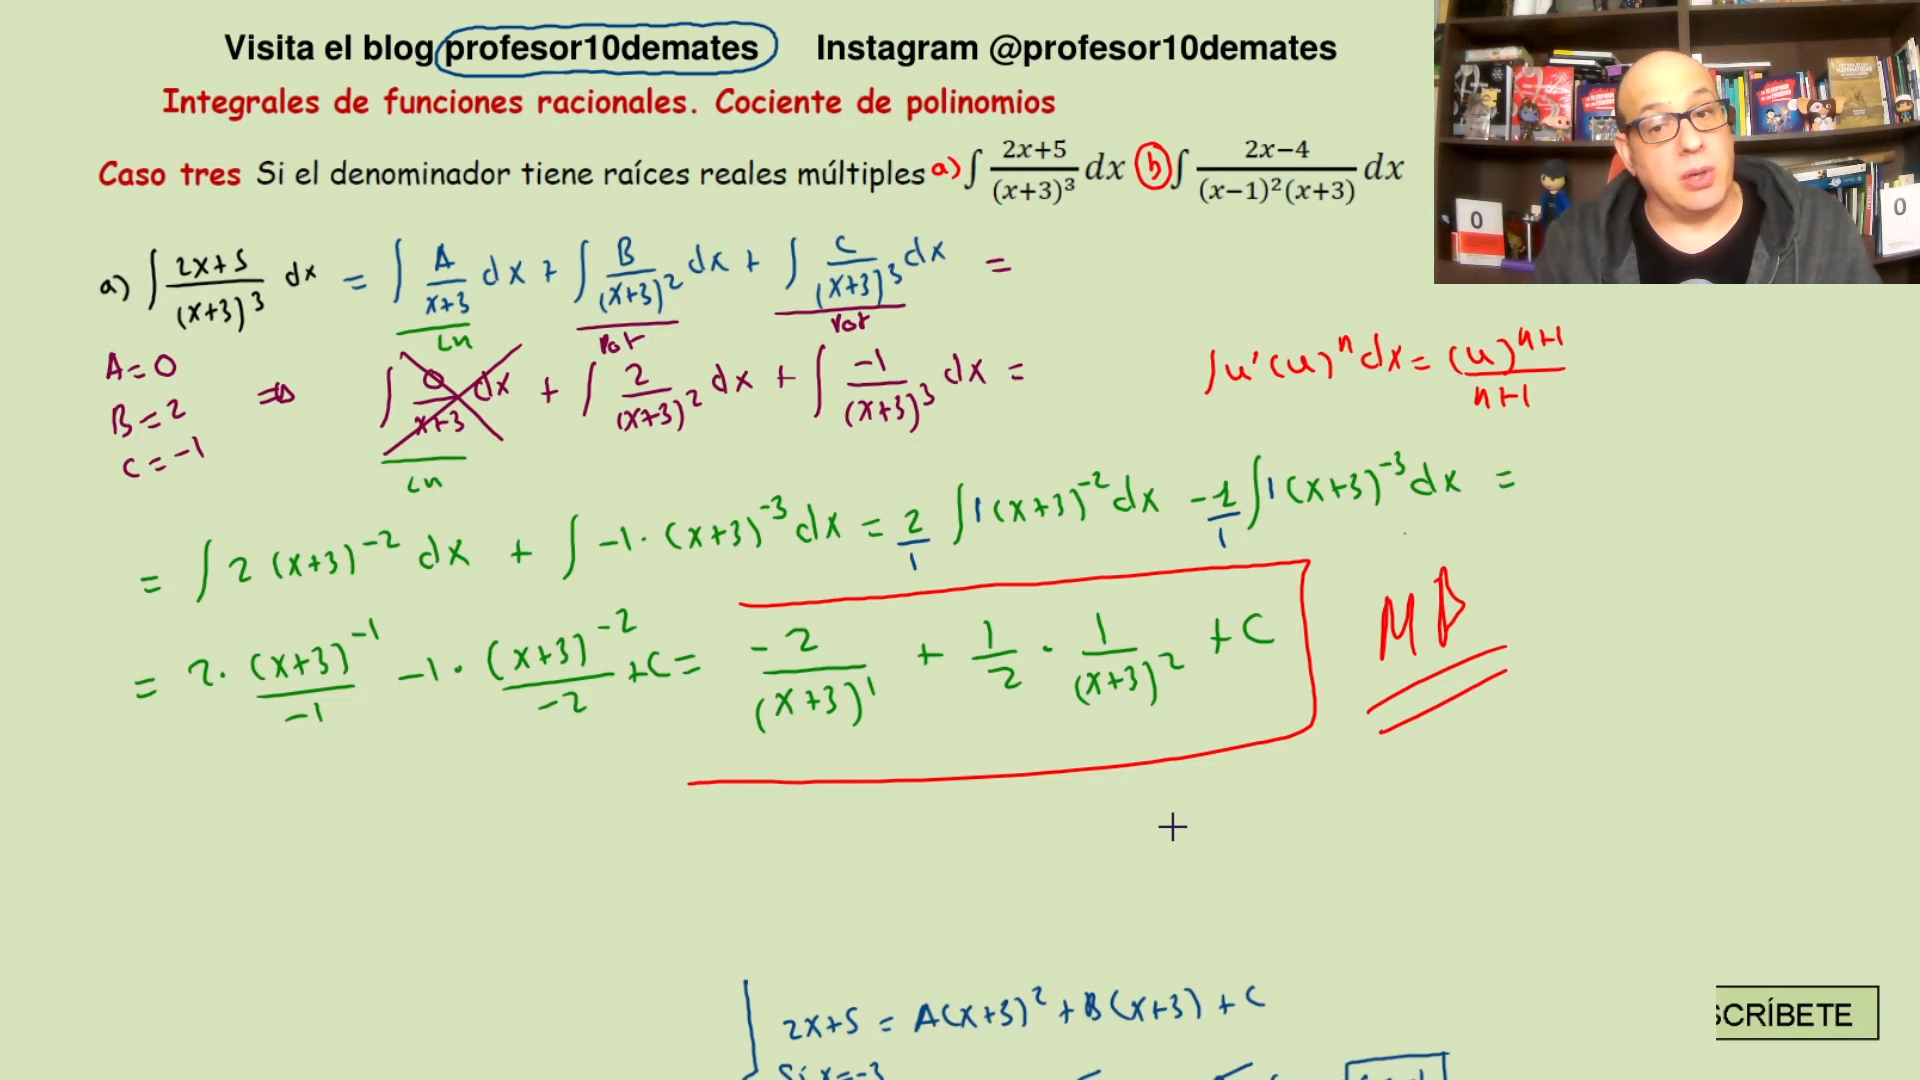 Visita el blog profesor10demates Instagram @profesor10demates
Integrales de funciones racionales. Cociente de polinomios
Caso tres Si el denominador tiene raíces reales múltiples a) ∫ (2x+5)/(x+3)³ dx b) ∫ (2x−4)/((x−1)²(x+3)) dx
a) ∫ (2x+5)/(x+3)³ dx = ∫ A/(x+3) dx + ∫ B/(x+3)² dx + ∫ C/(x+3)³ dx =
Ln Pot Pot
A=0
B=2
C=-1
⇒ ∫ 0/(x+3) dx + ∫ 2/(x+3)² dx + ∫ -1/(x+3)³ dx =
Ln
∫u'(u)ⁿdx = (u)ⁿ⁺¹/(n+1)
= ∫ 2(x+3)⁻² dx + ∫ -1·(x+3)⁻³ dx = 2/1 ∫ 1(x+3)⁻² dx - 1/1 ∫ 1(x+3)⁻³ dx =
= 2·(x+3)⁻¹/-1 -1·(x+3)⁻²/-2 +C = -2/(x+3)¹ + 1/2 · 1/(x+3)² + C
2x+5 = A(x+3)² + B(x+3) + C
Si x=-3
SCRÍBETE
0
0